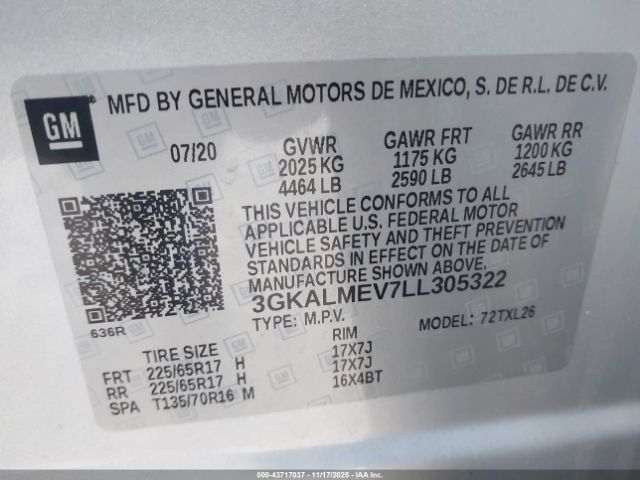 GM
MFD BY GENERAL MOTORS DE MEXICO, S. DE R.L. DE C.V.
07/20 GVWR GAWR FRT GAWR RR
2025 KG 1175 KG 1200 KG
4464 LB 2590 LB 2645 LB
THIS VEHICLE CONFORMS TO ALL
APPLICABLE U.S. FEDERAL MOTOR
VEHICLE SAFETY AND THEFT PREVENTION
STANDARDS IN EFFECT ON THE DATE OF
MANUFACTURE SHOWN ABOVE.
3GKALMEV7LL305322
636R
TYPE: M.P.V. MODEL: 72TXL26
TIRE SIZE RIM
FRT 225/65R17 H 17X7J
RR 225/65R17 H 17X7J
SPA T135/70R16 M 16X4BT
000-43717037 - 11/17/2025 - IAAI.COM